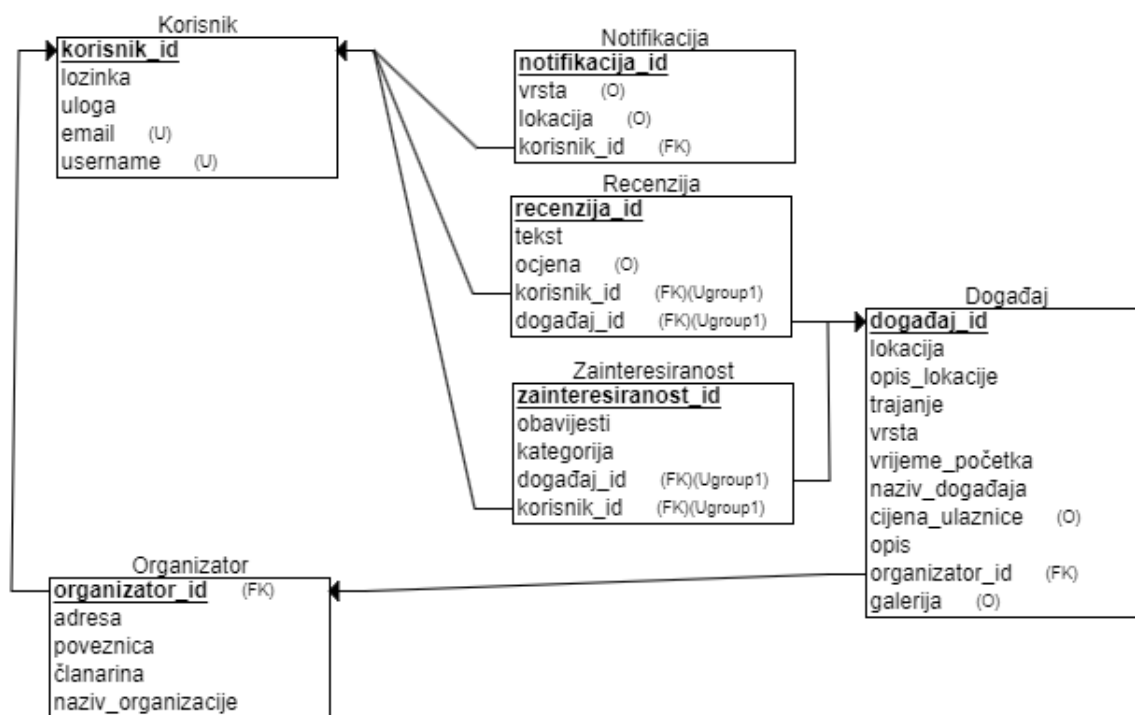 Korisnik
korisnik_id
lozinka
uloga
email (U)
username (U)
Notifikacija
notifikacija_id
vrsta (O)
lokacija (O)
korisnik_id (FK)
Recenzija
recenzija_id
tekst
ocjena (O)
korisnik_id (FK)(Ugroup1)
događaj_id (FK)(Ugroup1)
Zainteresiranost
zainteresiranost_id
obavijesti
kategorija
događaj_id (FK)(Ugroup1)
korisnik_id (FK)(Ugroup1)
Događaj
događaj_id
lokacija
opis_lokacije
trajanje
vrsta
vrijeme_početka
naziv_događaja
cijena_ulaznice (O)
opis
organizator_id (FK)
galerija (O)
Organizator
organizator_id (FK)
adresa
poveznica
članarina
naziv_organizacije